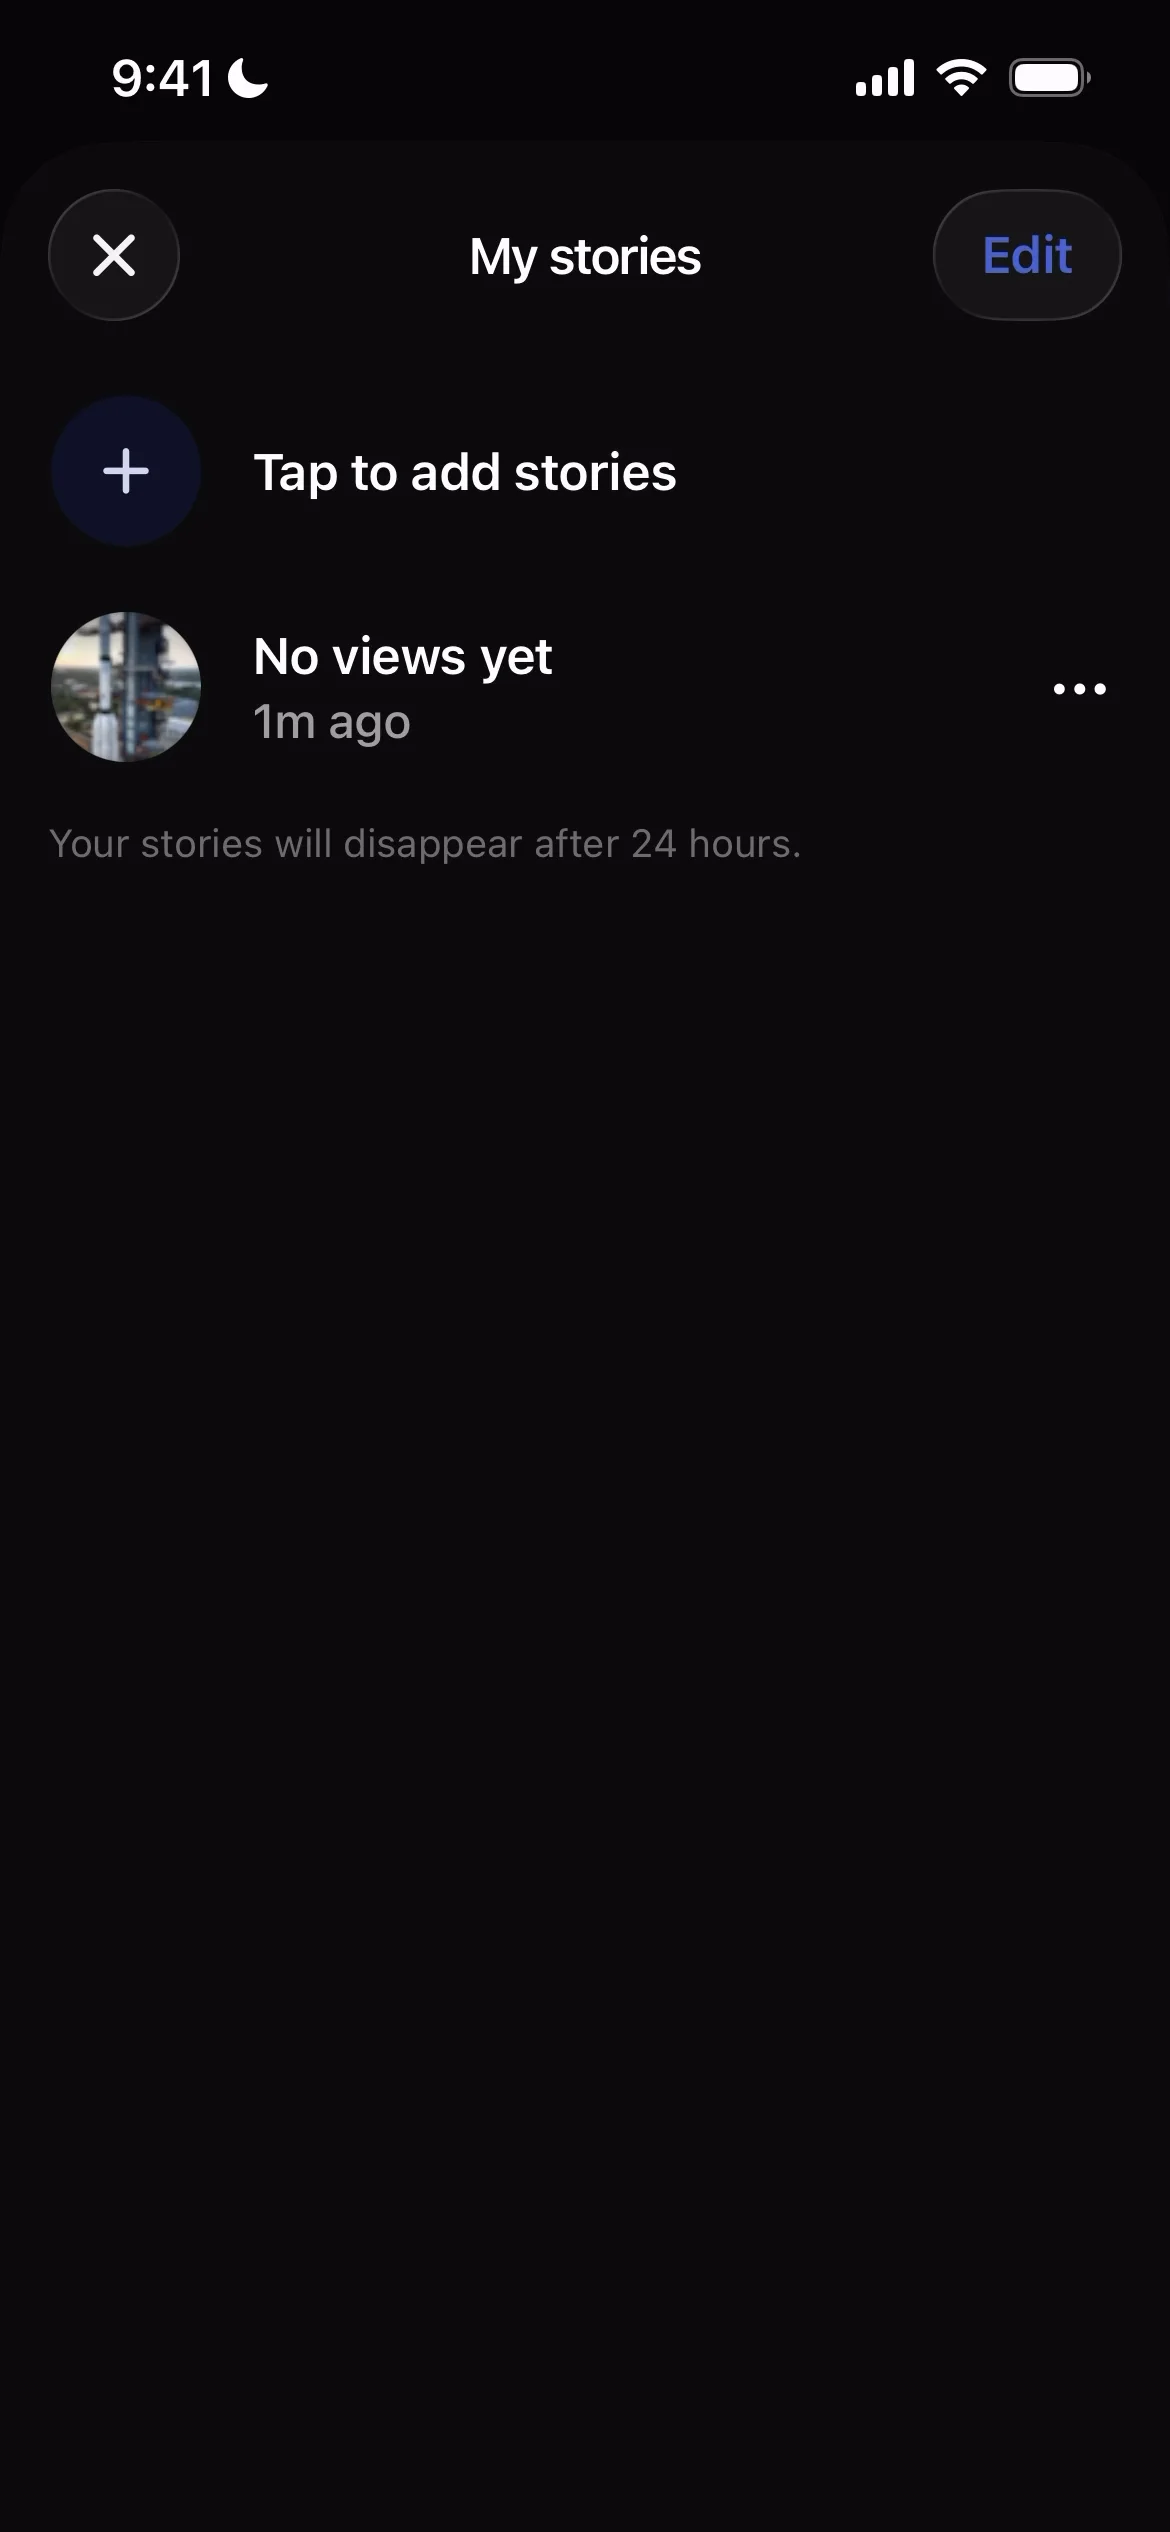 9:41
My stories
Edit
Tap to add stories
No views yet
1m ago
Your stories will disappear after 24 hours.